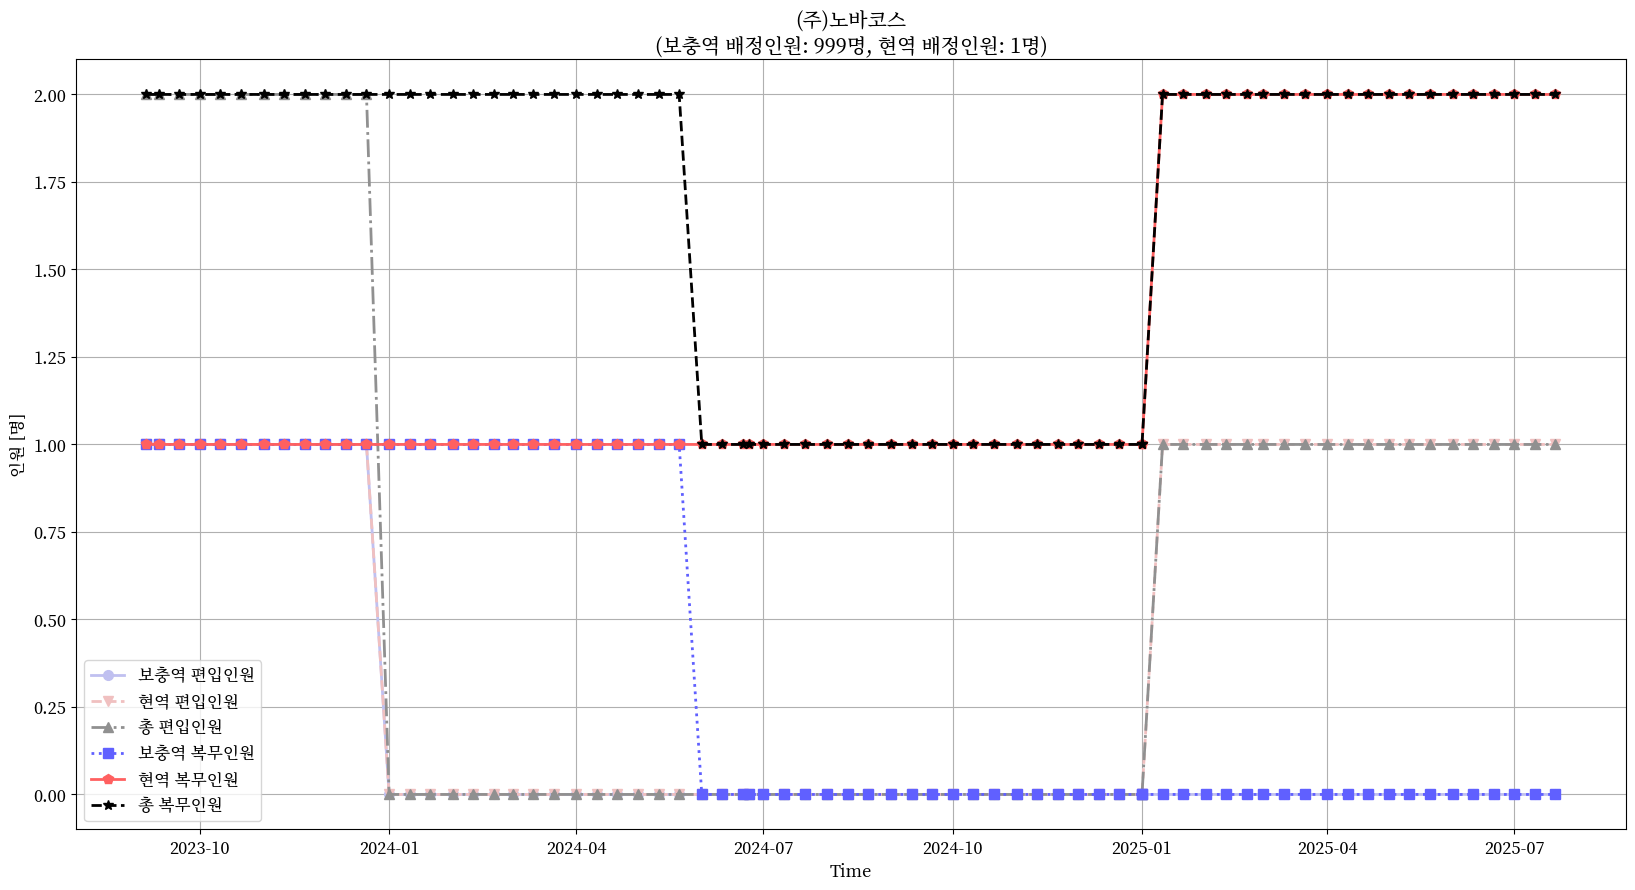 (주)노바코스
(보충역 배정인원: 999명, 현역 배정인원: 1명)
인원 [명]
2.00
1.75
1.50
1.25
1.00
0.75
0.50
0.25
0.00
보충역 편입인원
현역 편입인원
총 편입인원
보충역 복무인원
현역 복무인원
총 복무인원
2023-10
2024-01
2024-04
2024-07
2024-10
2025-01
2025-04
2025-07
Time